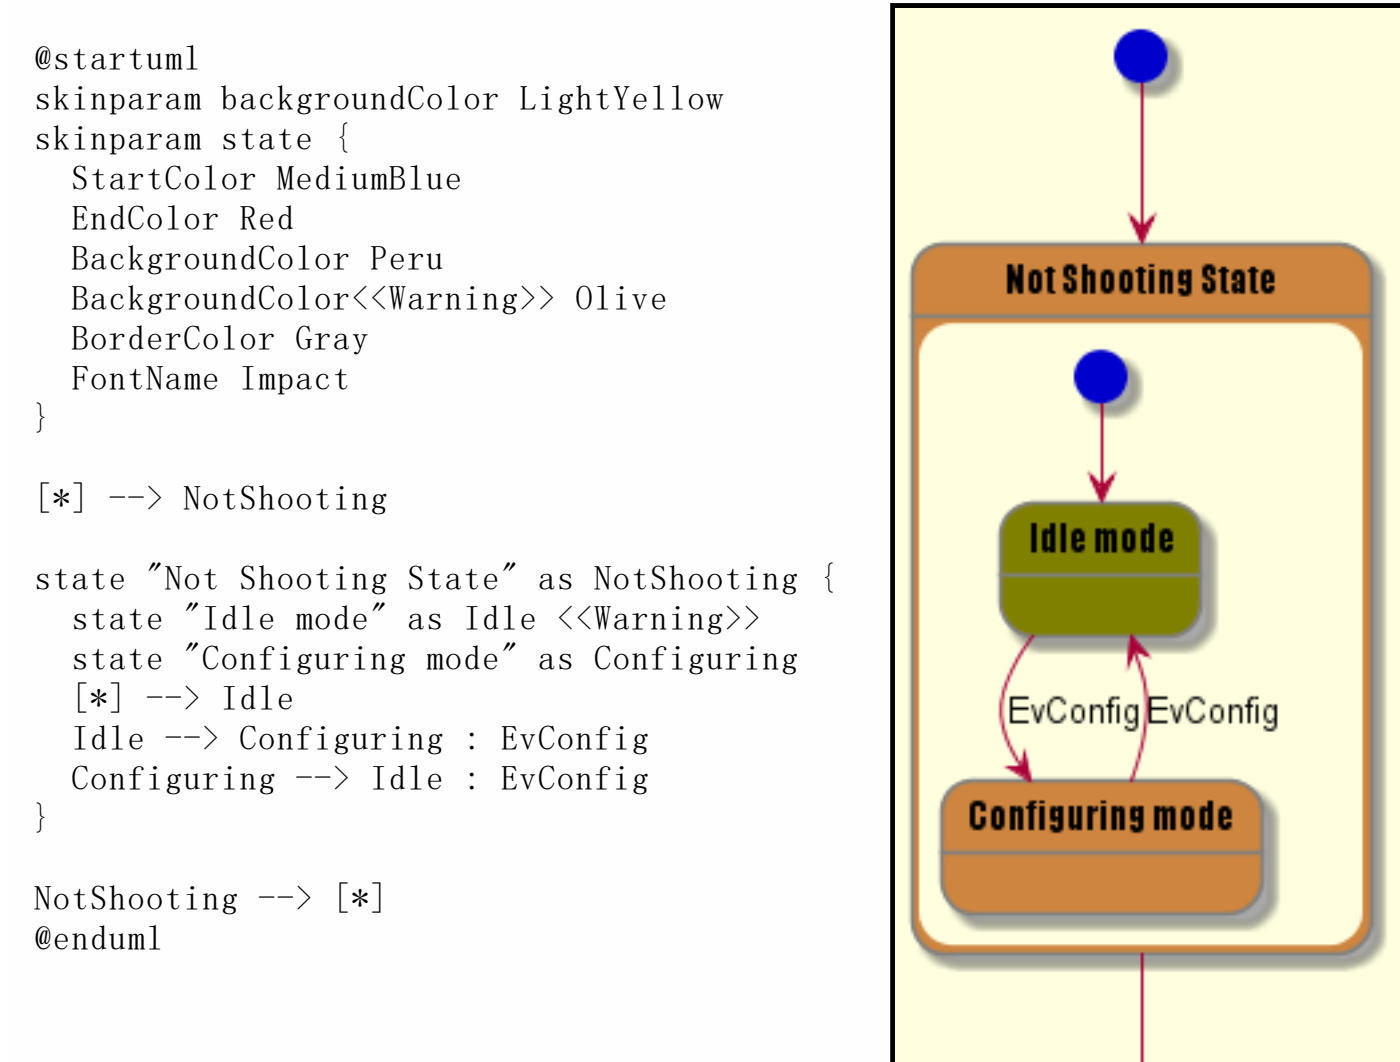 @startuml
skinparam backgroundColor LightYellow
skinparam state {
  StartColor MediumBlue
  EndColor Red
  BackgroundColor Peru
  BackgroundColor<<Warning>> Olive
  BorderColor Gray
  FontName Impact
}
[*] --> NotShooting
state "Not Shooting State" as NotShooting {
  state "Idle mode" as Idle <<Warning>>
  state "Configuring mode" as Configuring
  [*] --> Idle
  Idle --> Configuring : EvConfig
  Configuring --> Idle : EvConfig
}
NotShooting --> [*]
@enduml
Not Shooting State
Idle mode
EvConfig EvConfig
Configuring mode